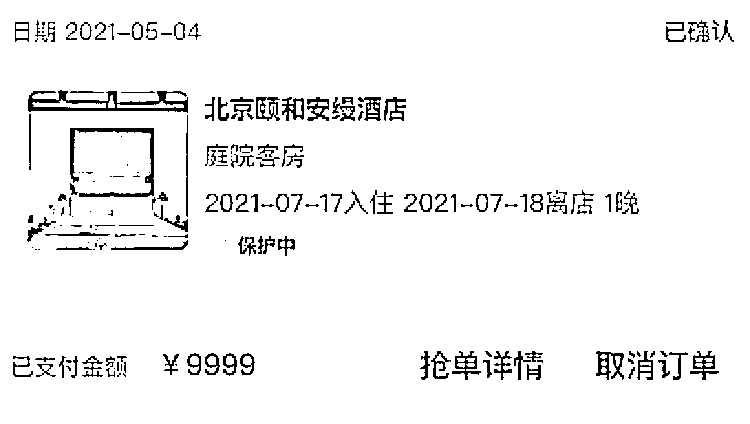 日期 2021-05-04 已确认
北京颐和安缦酒店
庭院客房
2021-07-17入住 2021-07-18离店 1晚
保护中
已支付金额 ￥9999 抢单详情 取消订单